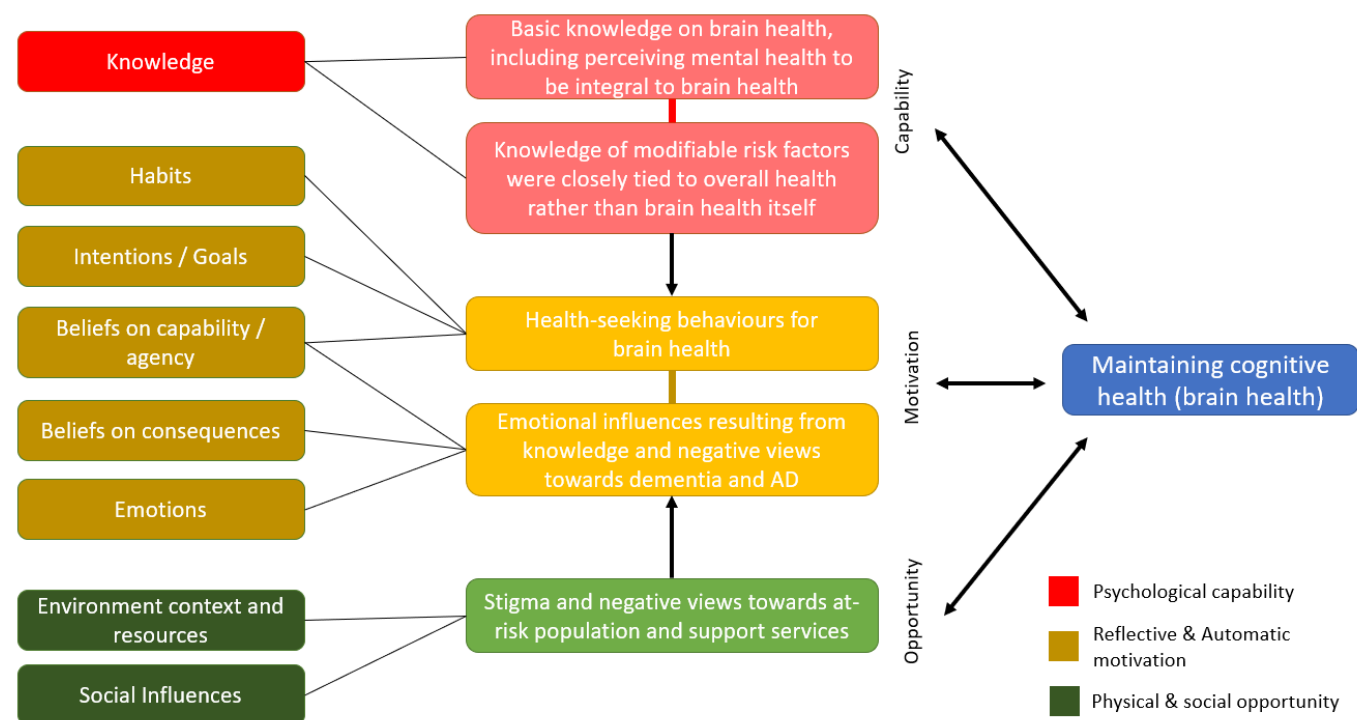 Knowledge
Basic knowledge on brain health,
including perceiving mental health to
be integral to brain health
Knowledge of modifiable risk factors
were closely tied to overall health
rather than brain health itself
Capability
Habits
Intentions / Goals
Beliefs on capability /
agency
Beliefs on consequences
Emotions
Health-seeking behaviours for
brain health
Emotional influences resulting from
knowledge and negative views
towards dementia and AD
Motivation
Maintaining cognitive
health (brain health)
Environment context and
resources
Social Influences
Stigma and negative views towards at-
risk population and support services
Opportunity
Psychological capability
Reflective & Automatic
motivation
Physical & social opportunity